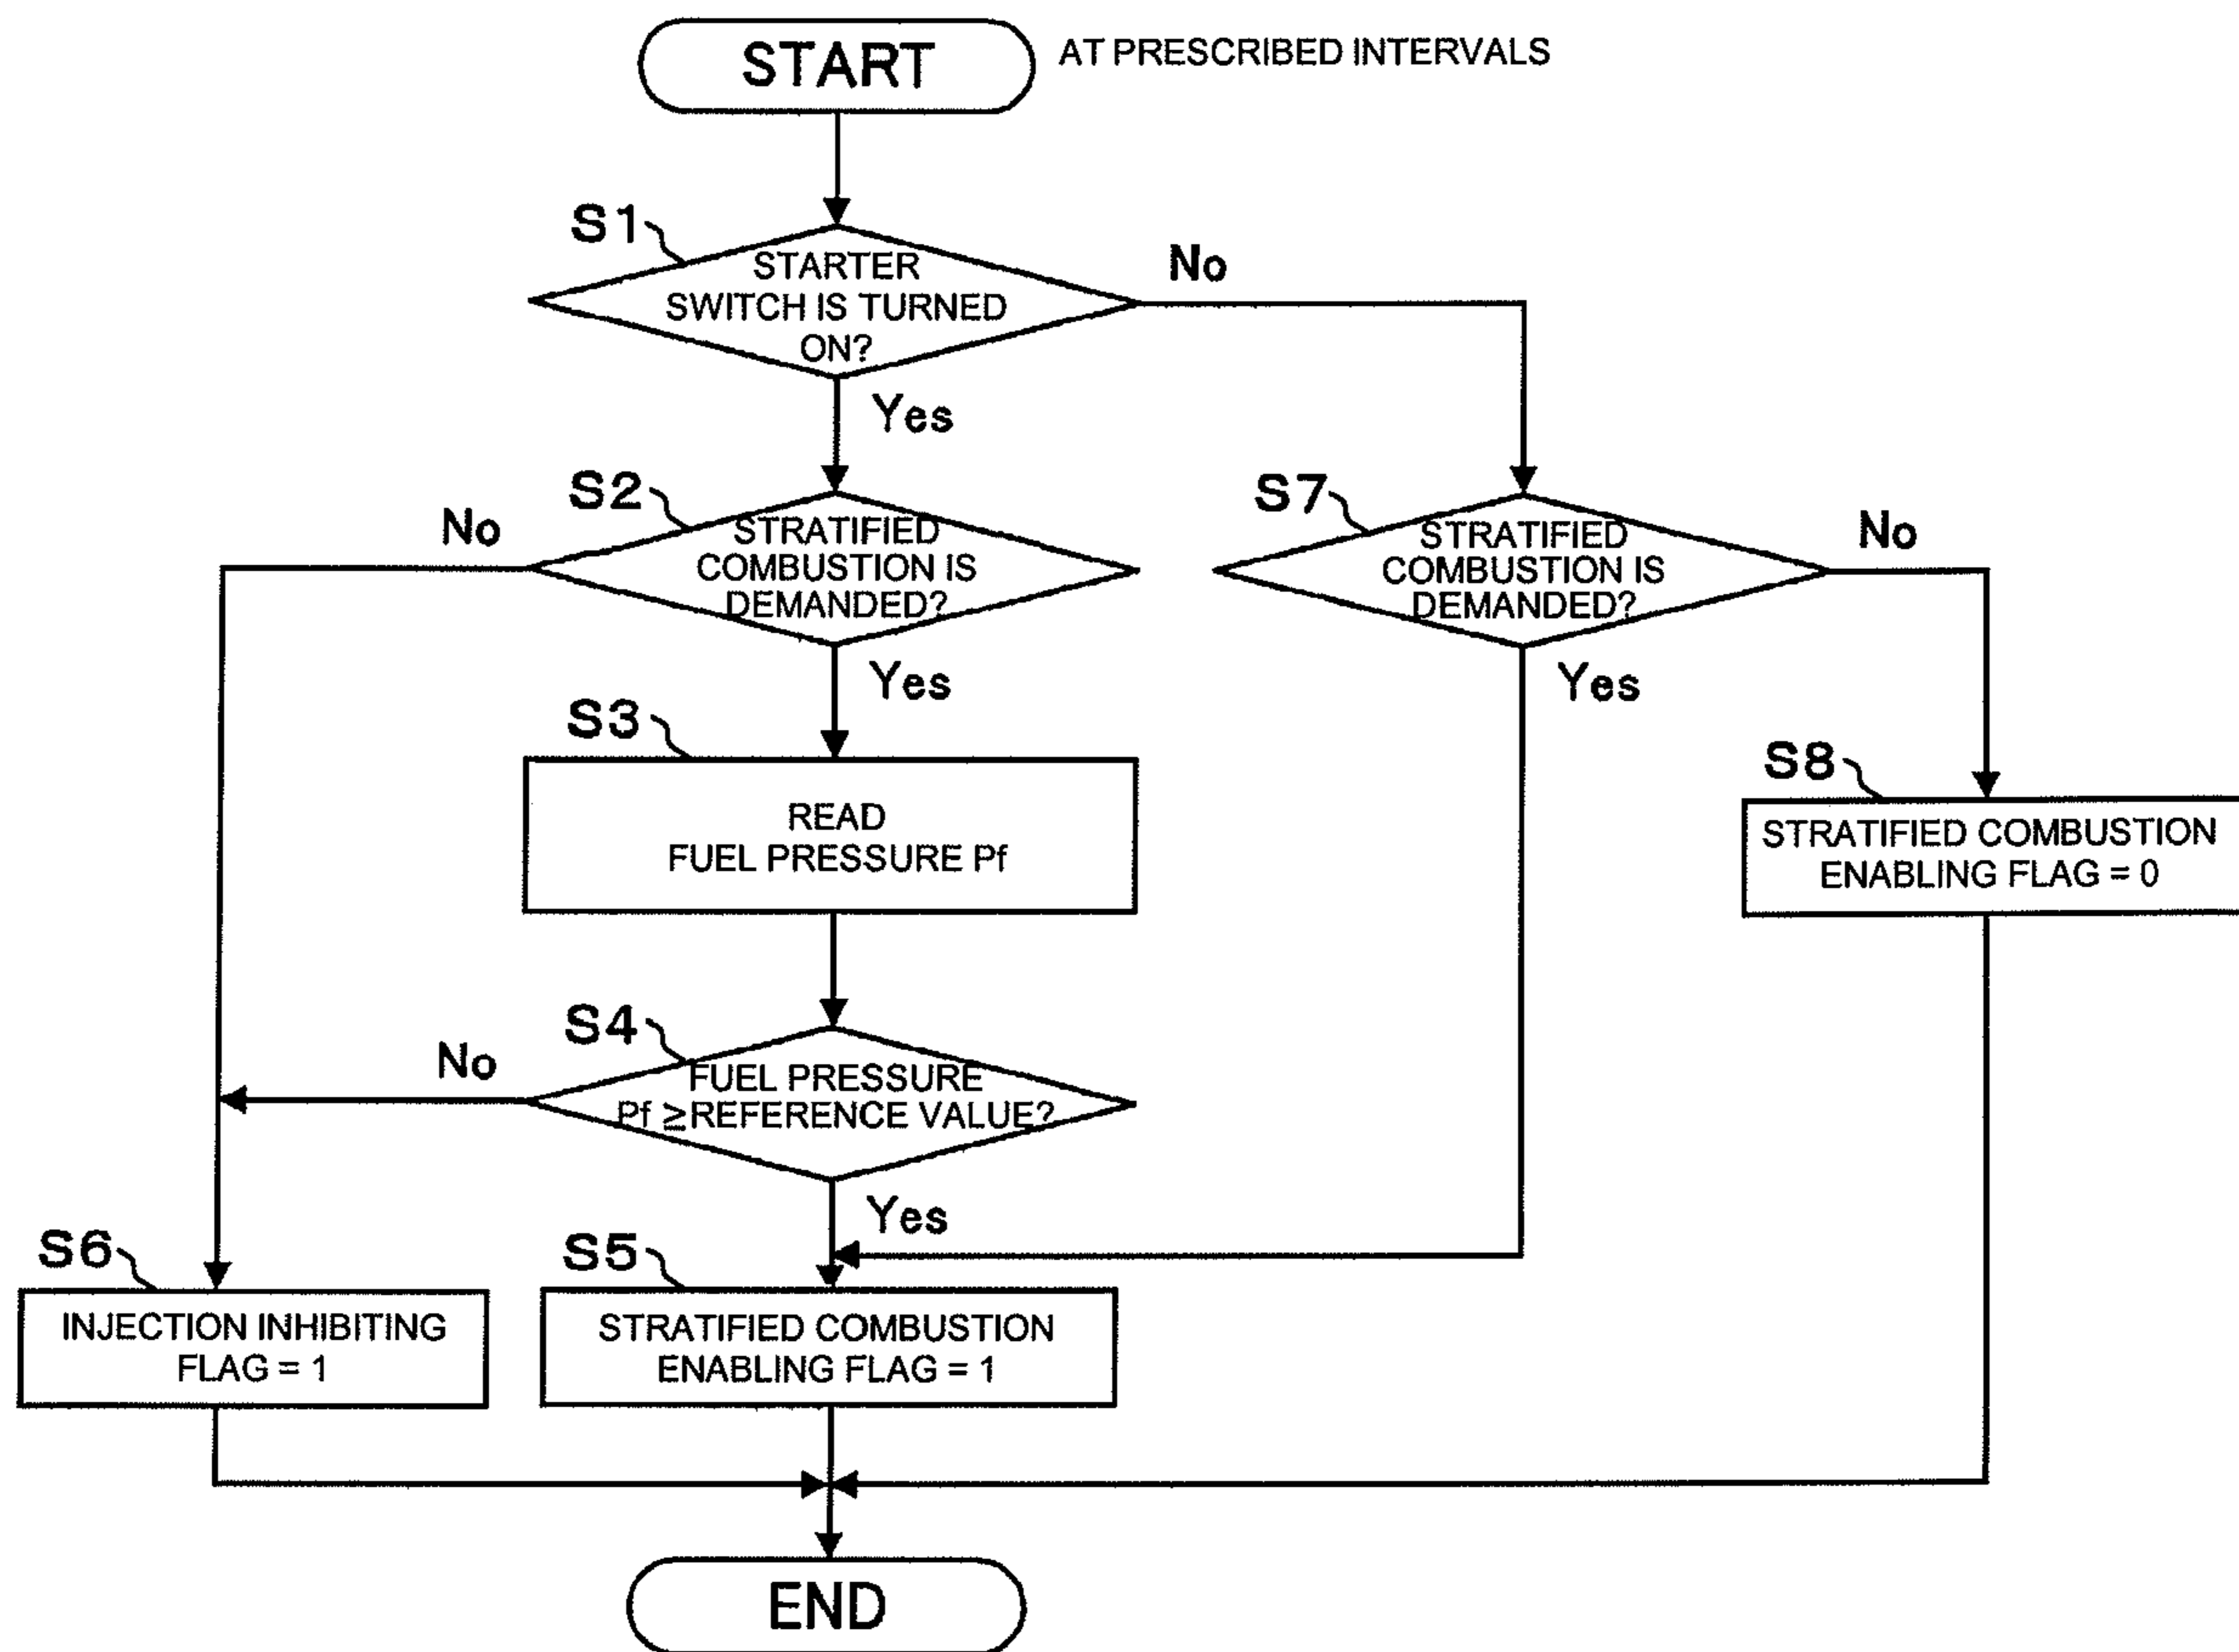 START
AT PRESCRIBED INTERVALS
S1
STARTER
SWITCH IS TURNED
ON?
No
Yes
S2
STRATIFIED
COMBUSTION IS
DEMANDED?
No
Yes
S7
STRATIFIED
COMBUSTION IS
DEMANDED?
No
Yes
S3
READ
FUEL PRESSURE Pf
S8
STRATIFIED COMBUSTION
ENABLING FLAG = 0
S4
FUEL PRESSURE
Pf ≥ REFERENCE VALUE?
No
Yes
S6
INJECTION INHIBITING
FLAG = 1
S5
STRATIFIED COMBUSTION
ENABLING FLAG = 1
END